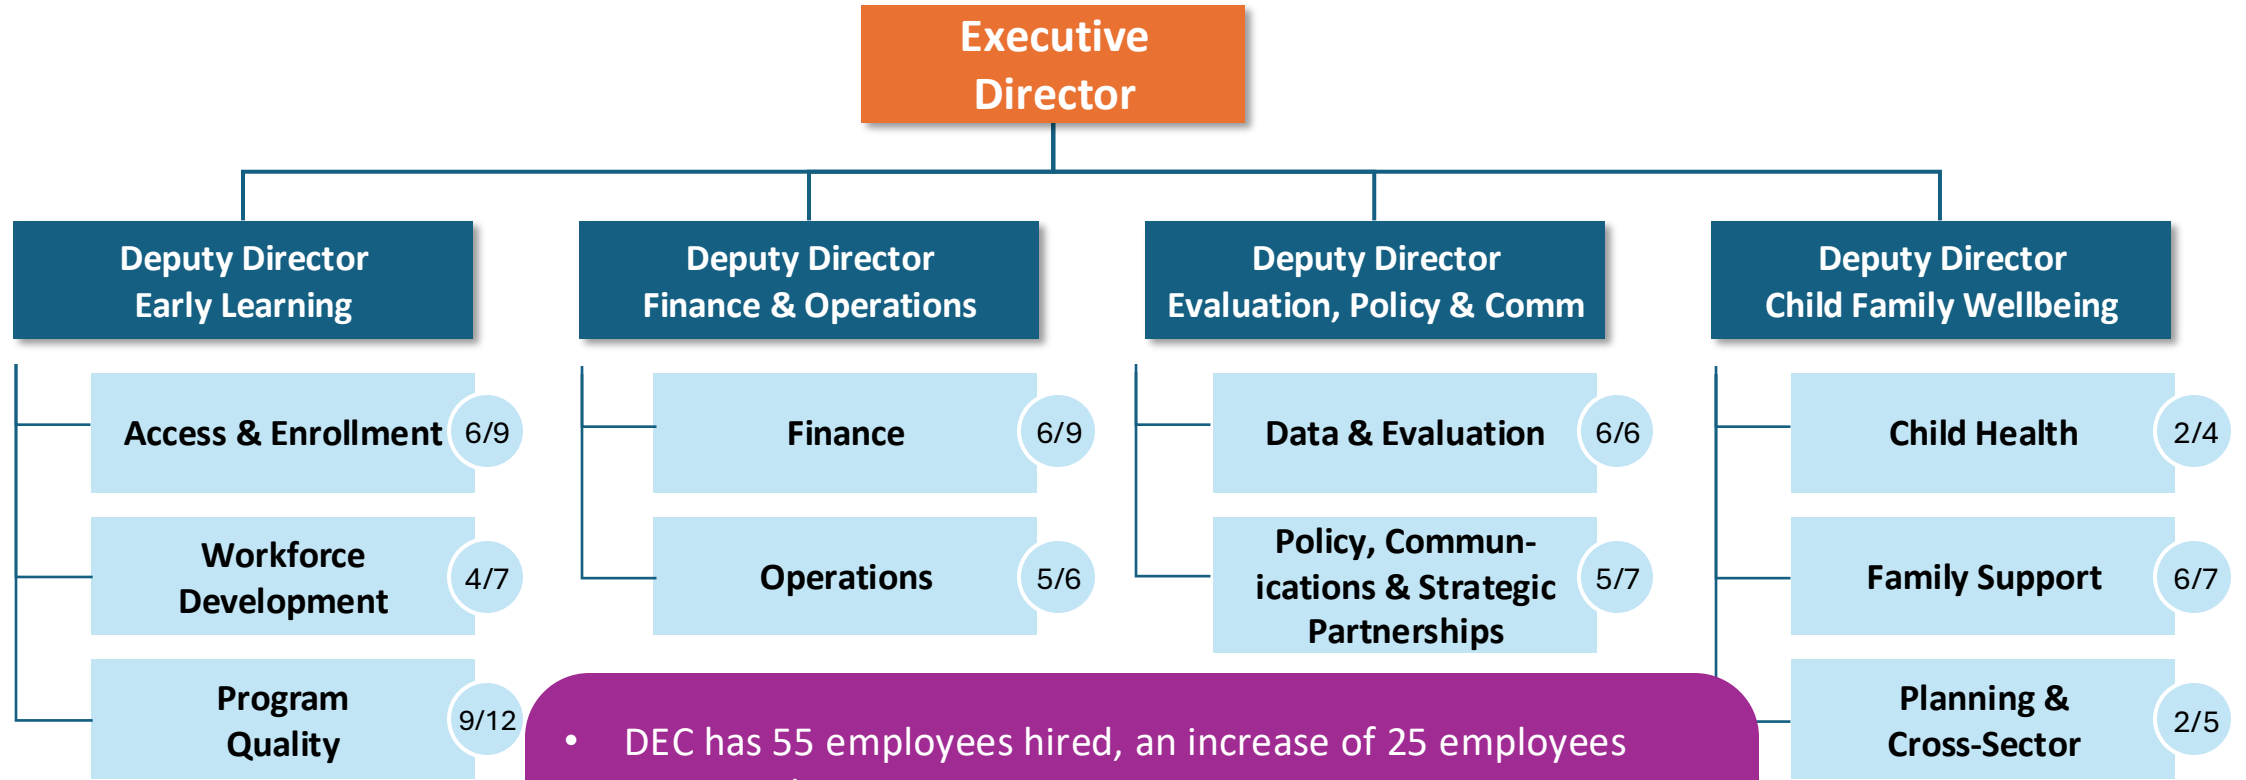 Executive
Director
Deputy Director
Early Learning
Deputy Director
Finance & Operations
Deputy Director
Evaluation, Policy & Comm
Deputy Director
Child Family Wellbeing
Access & Enrollment
6/9
Workforce
Development
4/7
Program
Quality
9/12
Finance
6/9
Operations
5/6
Data & Evaluation
6/6
Policy, Commun-
ications & Strategic
Partnerships
5/7
Child Health
2/4
Family Support
6/7
Planning &
Cross-Sector
2/5
• DEC has 55 employees hired, an increase of 25 employees